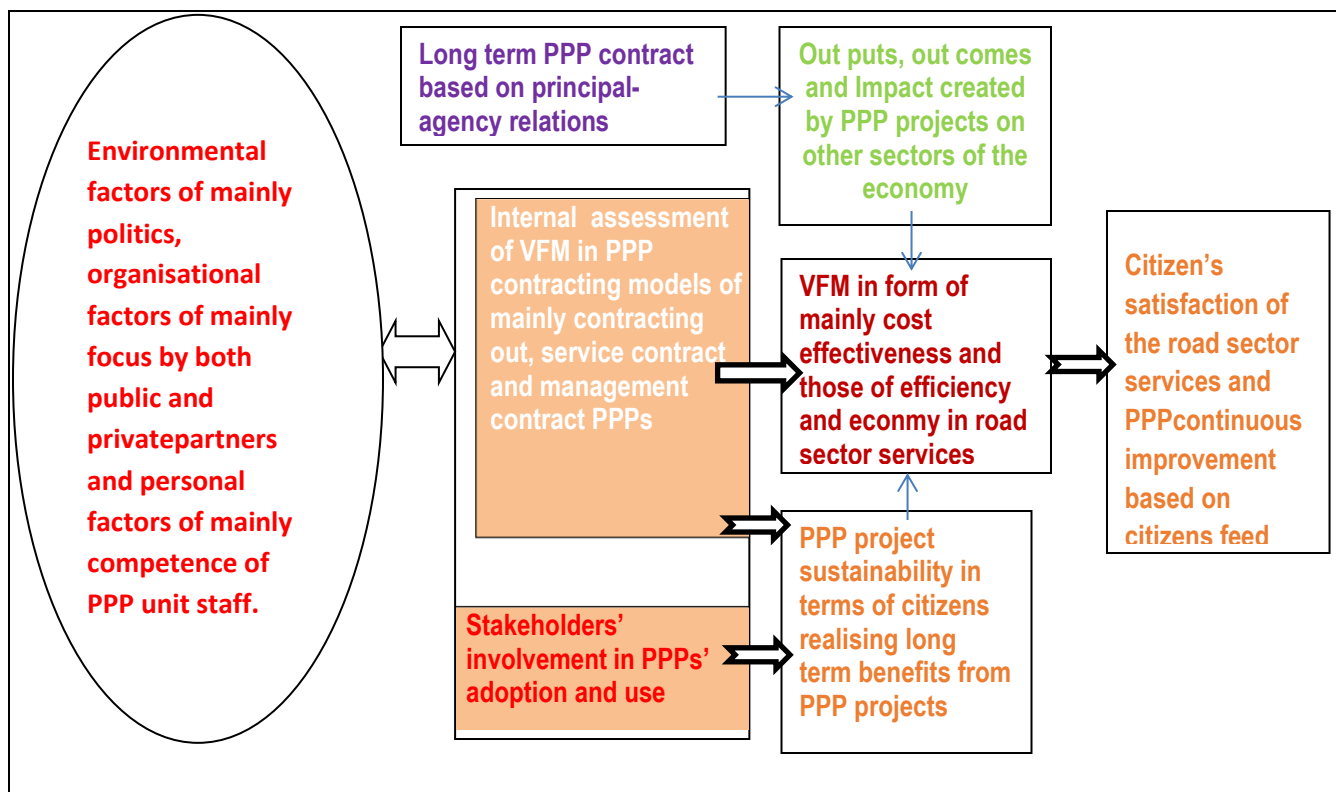 Environmental
factors of mainly
politics,
organisational
factors of mainly
focus by both
public and
privatepartners
and personal
factors of mainly
competence of
PPP unit staff.
Long term PPP contract
based on principal-
agency relations
Out puts, out comes
and Impact created
by PPP projects on
other sectors of the
economy
Internal assessment
of VFM in PPP
contracting models of
mainly contracting
out, service contract
and management
contract PPPs
VFM in form of
mainly cost
effectiveness and
those of efficiency
and econmy in road
sector services
Citizen’s
satisfaction of
the road sector
services and
PPPcontinuous
improvement
based on
citizens feed
Stakeholders’
involvement in PPPs’
adoption and use
PPP project
sustainability in
terms of citizens
realising long
term benefits from
PPP projects